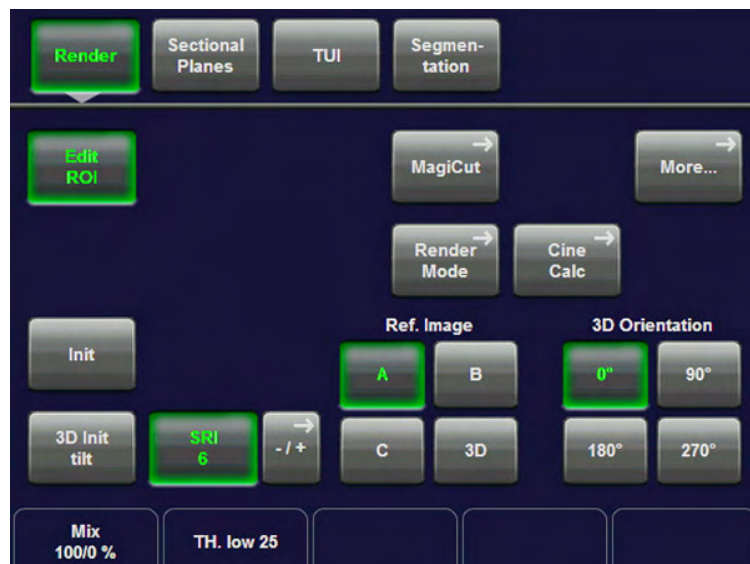 Render
Sectional
Planes
TUI
Segmen-
tation
Edit
ROI
MagiCut
More...
Render
Mode
Cine
Calc
Init
Ref. Image
3D Orientation
A
B
0°
90°
3D Init
tilt
SRI
6
- / +
C
3D
180°
270°
Mix
100/0 %
TH. low 25